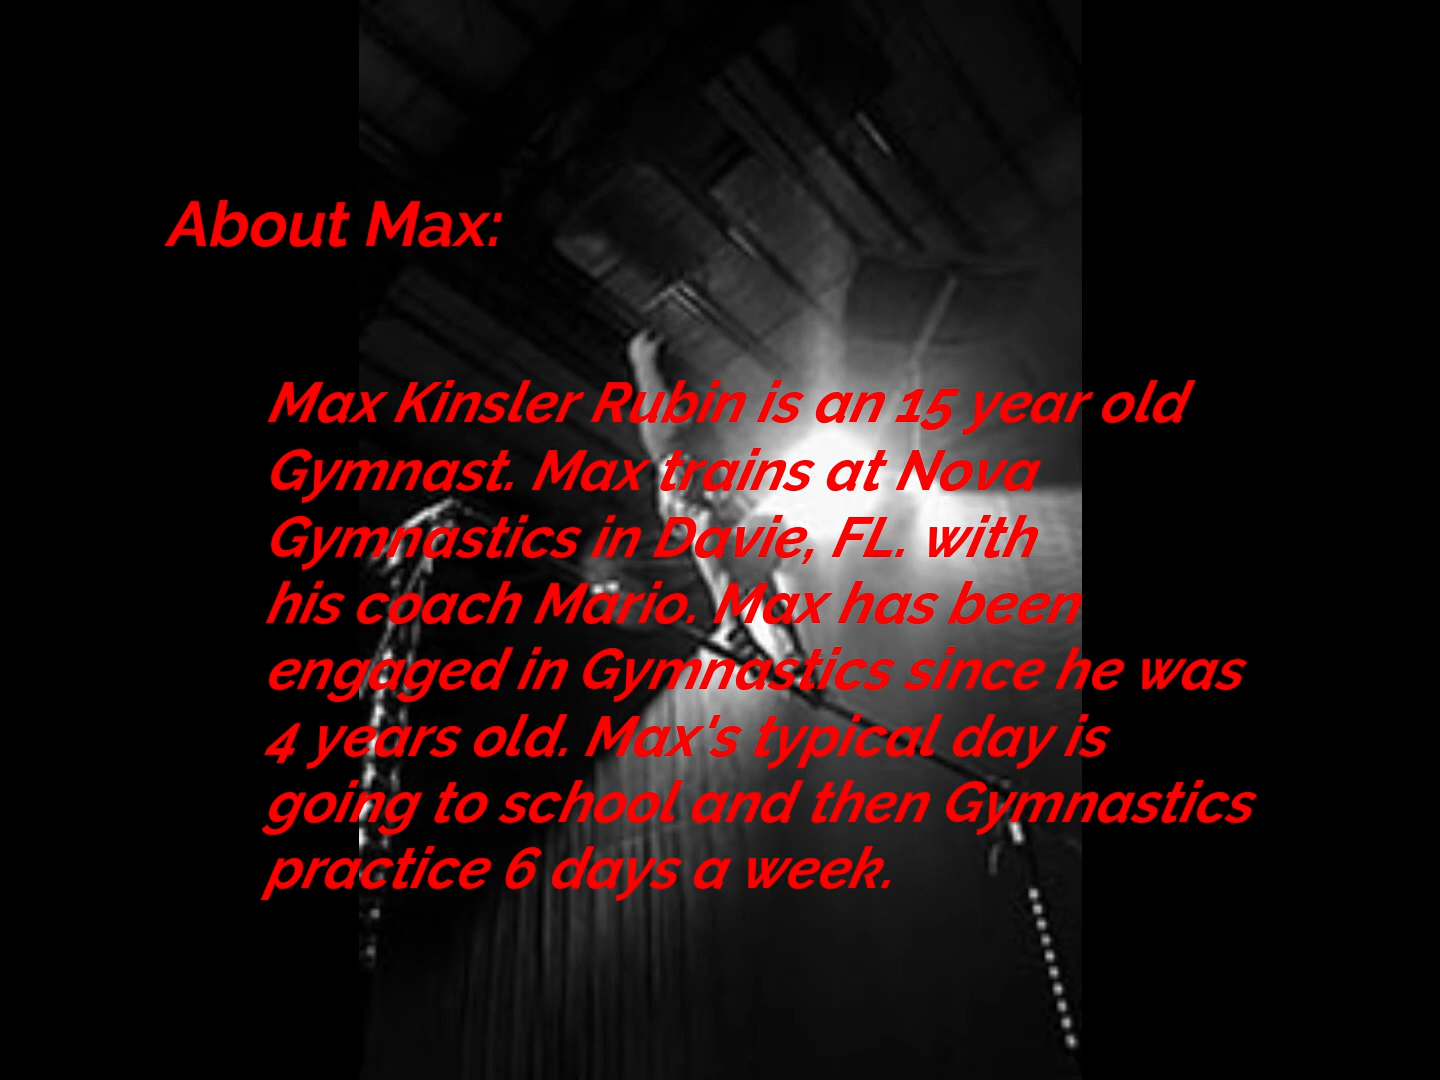 About Max:
Max Kinsler Rubin is an 15 year old
Gymnast. Max trains at Nova
Gymnastics in Davie, FL. with
his coach Mario. Max has been
engaged in Gymnastics since he was
4 years old. Max's typical day is
going to school and then Gymnastics
practice 6 days a week.